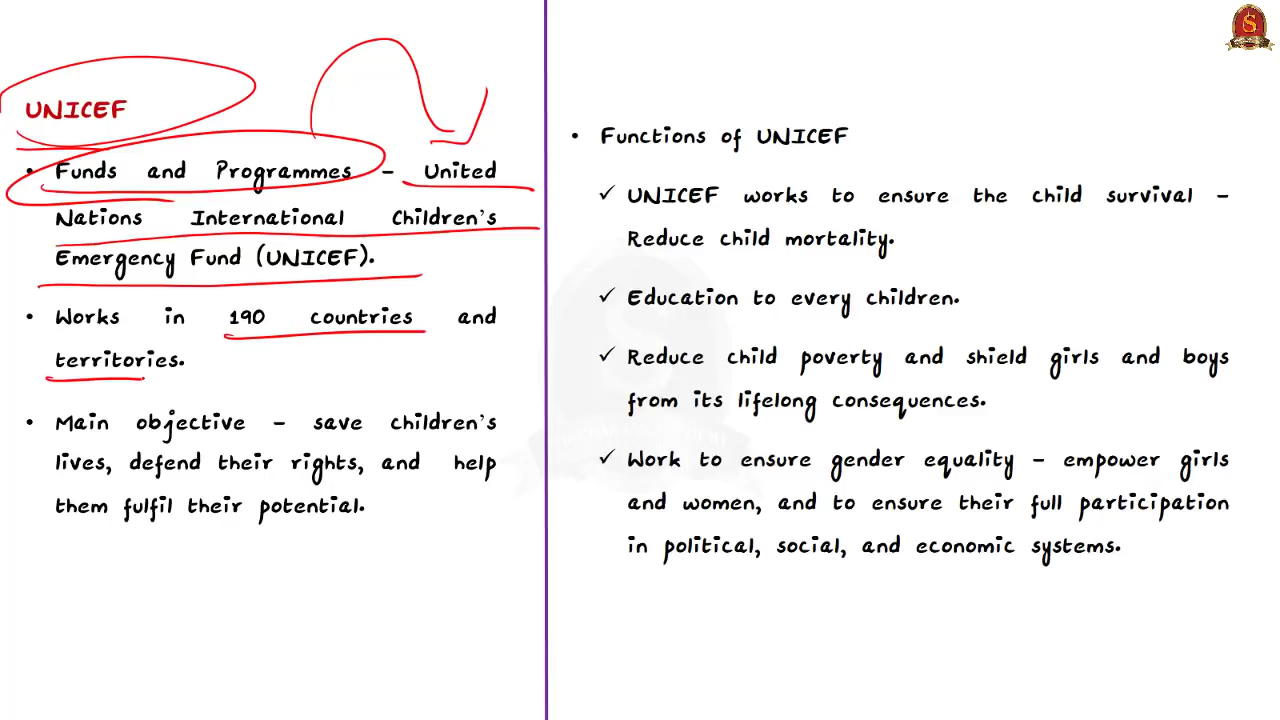 UNICEF
• Funds and Programmes – United
Nations International Children's
Emergency Fund (UNICEF).
• Works in 190 countries and
territories.
• Main objective – save children's
lives, defend their rights, and help
them fulfil their potential.
• Functions of UNICEF
✓ UNICEF works to ensure the child survival –
Reduce child mortality.
✓ Education to every children.
✓ Reduce child poverty and shield girls and boys
from its lifelong consequences.
✓ Work to ensure gender equality – empower girls
and women, and to ensure their full participation
in political, social, and economic systems.